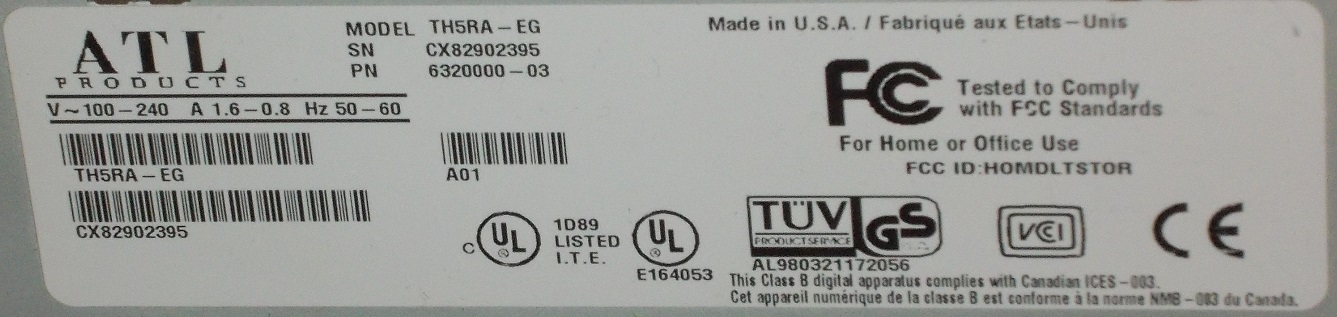 ATL
PRODUCTS
MODEL TH5RA-EG
SN CX82902395
PN 6320000-03
V~100-240 A 1.6-0.8 Hz 50-60
TH5RA-EG
A01
CX82902395
Made in U.S.A. / Fabriqué aux Etats-Unis
FC
Tested to Comply
with FCC Standards
For Home or Office Use
FCC ID:HOMDLTSTOR
C UL
1D89
LISTED
I.T.E.
UL
E164053
TÜV
PRODUCT SERVICE
GS
AL980321172056
VCI
CE
This Class B digital apparatus complies with Canadian ICES-003.
Cet appareil numérique de la classe B est conforme à la norme NMB-003 du Canada.